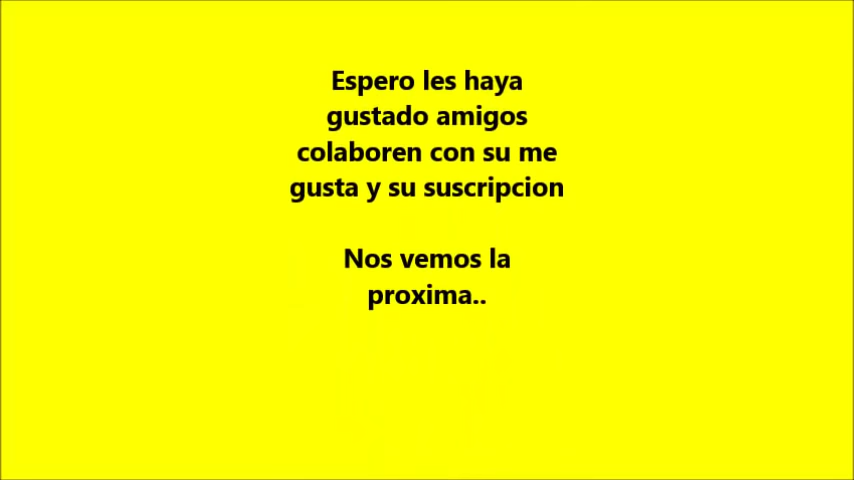 Espero les haya
gustado amigos
colaboren con su me
gusta y su suscripcion
Nos vemos la
proxima..